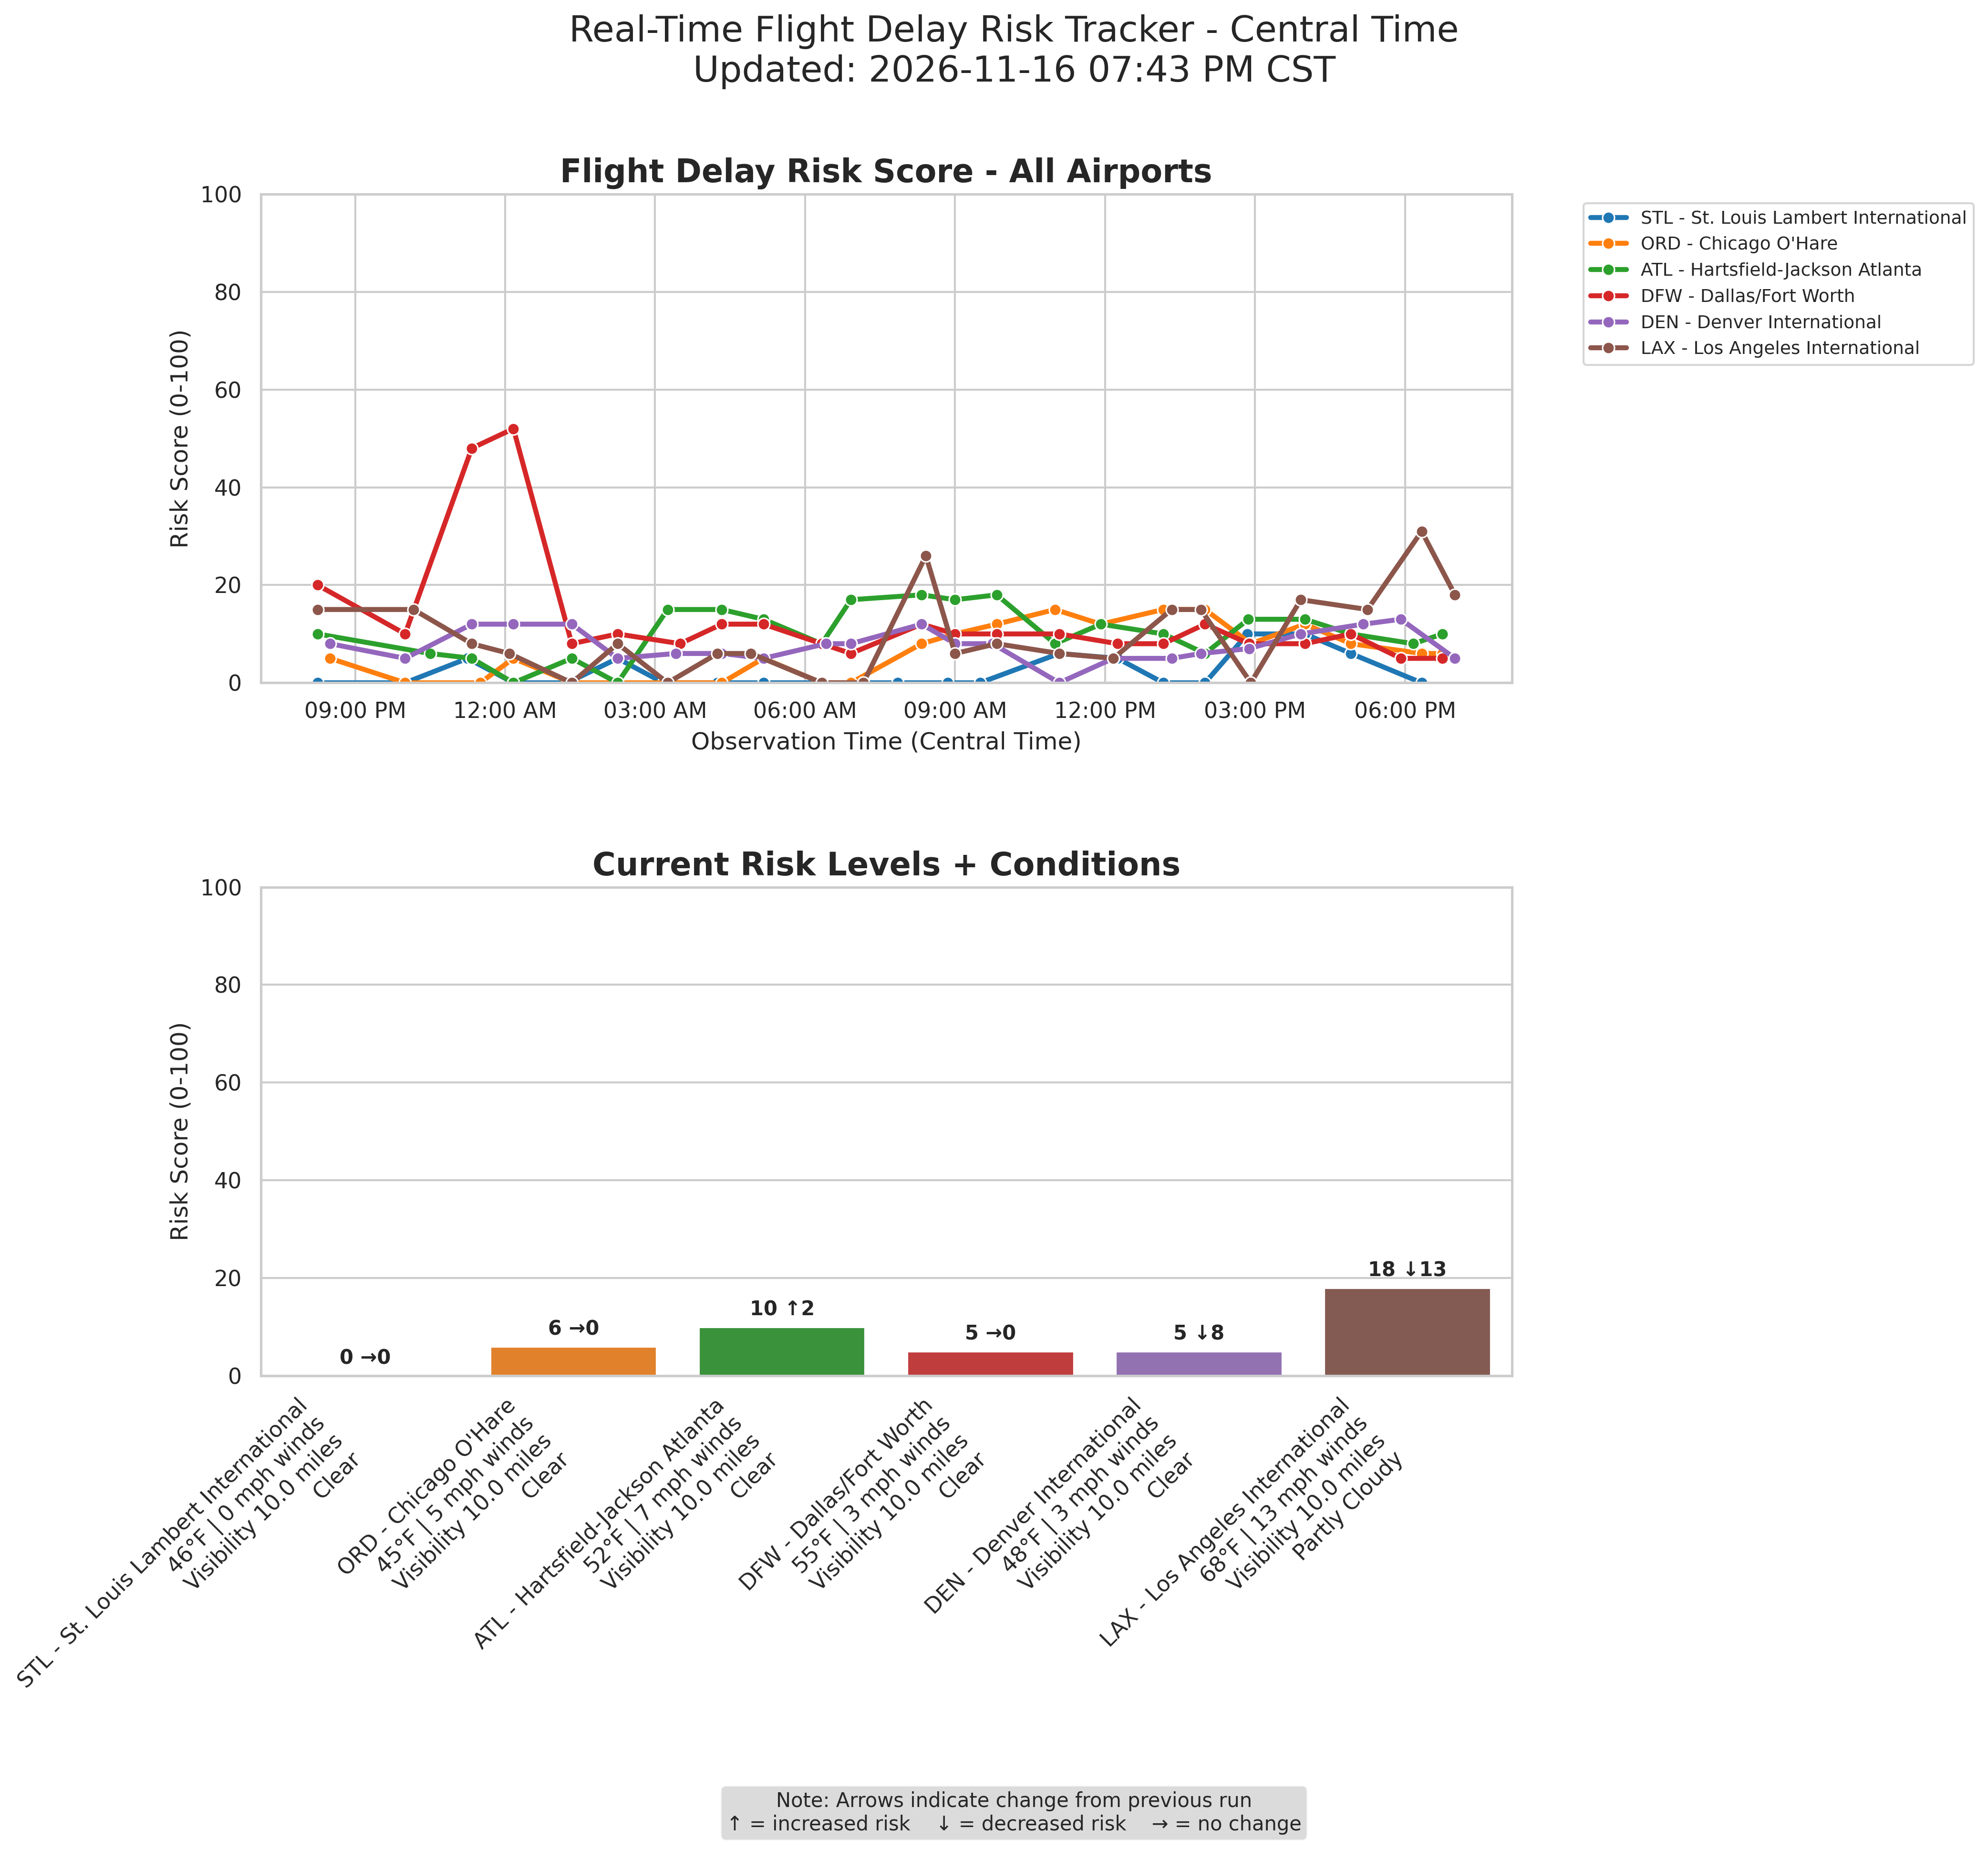 Real-Time Flight Delay Risk Tracker - Central Time
Updated: 2026-11-16 07:43 PM CST
Flight Delay Risk Score - All Airports
100
80
60
40
20
0
Risk Score (0-100)
09:00 PM
12:00 AM
03:00 AM
06:00 AM
09:00 AM
12:00 PM
03:00 PM
06:00 PM
Observation Time (Central Time)
STL - St. Louis Lambert International
ORD - Chicago O'Hare
ATL - Hartsfield-Jackson Atlanta
DFW - Dallas/Fort Worth
DEN - Denver International
LAX - Los Angeles International
Current Risk Levels + Conditions
100
80
60
40
20
0
Risk Score (0-100)
0 →0
6 →0
10 ↑2
5 →0
5 ↓8
18 ↓13
STL - St. Louis Lambert International
46°F | 0 mph winds
Visibility 10.0 miles
Clear
ORD - Chicago O'Hare
45°F | 5 mph winds
Visibility 10.0 miles
Clear
ATL - Hartsfield-Jackson Atlanta
52°F | 7 mph winds
Visibility 10.0 miles
Clear
DFW - Dallas/Fort Worth
55°F | 3 mph winds
Visibility 10.0 miles
Clear
DEN - Denver International
48°F | 3 mph winds
Visibility 10.0 miles
Clear
LAX - Los Angeles International
68°F | 13 mph winds
Visibility 10.0 miles
Partly Cloudy
Note: Arrows indicate change from previous run
↑ = increased risk ↓ = decreased risk → = no change